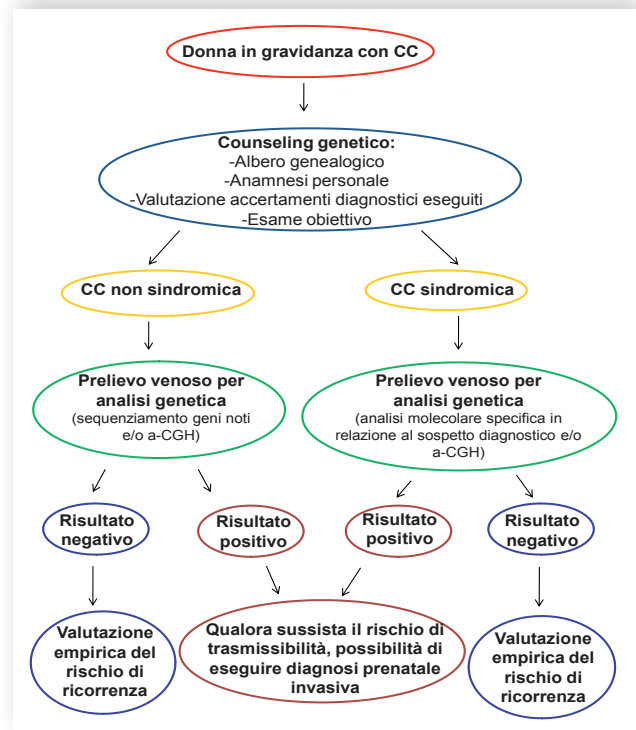 Donna in gravidanza con CC
Counseling genetico:
-Albero genealogico
-Anamnesi personale
-Valutazione accertamenti diagnostici eseguiti
-Esame obiettivo
CC non sindromica
CC sindromica
Prelievo venoso per
analisi genetica
(sequenziamento geni noti
e/o a-CGH)
Prelievo venoso per
analisi genetica
(analisi molecolare specifica in
relazione al sospetto diagnostico e/o
a-CGH)
Risultato
negativo
Risultato
positivo
Risultato
positivo
Risultato
negativo
Valutazione
empirica del
rischio di
ricorrenza
Qualora sussista il rischio di
trasmissibilità, possibilità di
eseguire diagnosi prenatale
invasiva
Valutazione
empirica del
rischio di
ricorrenza